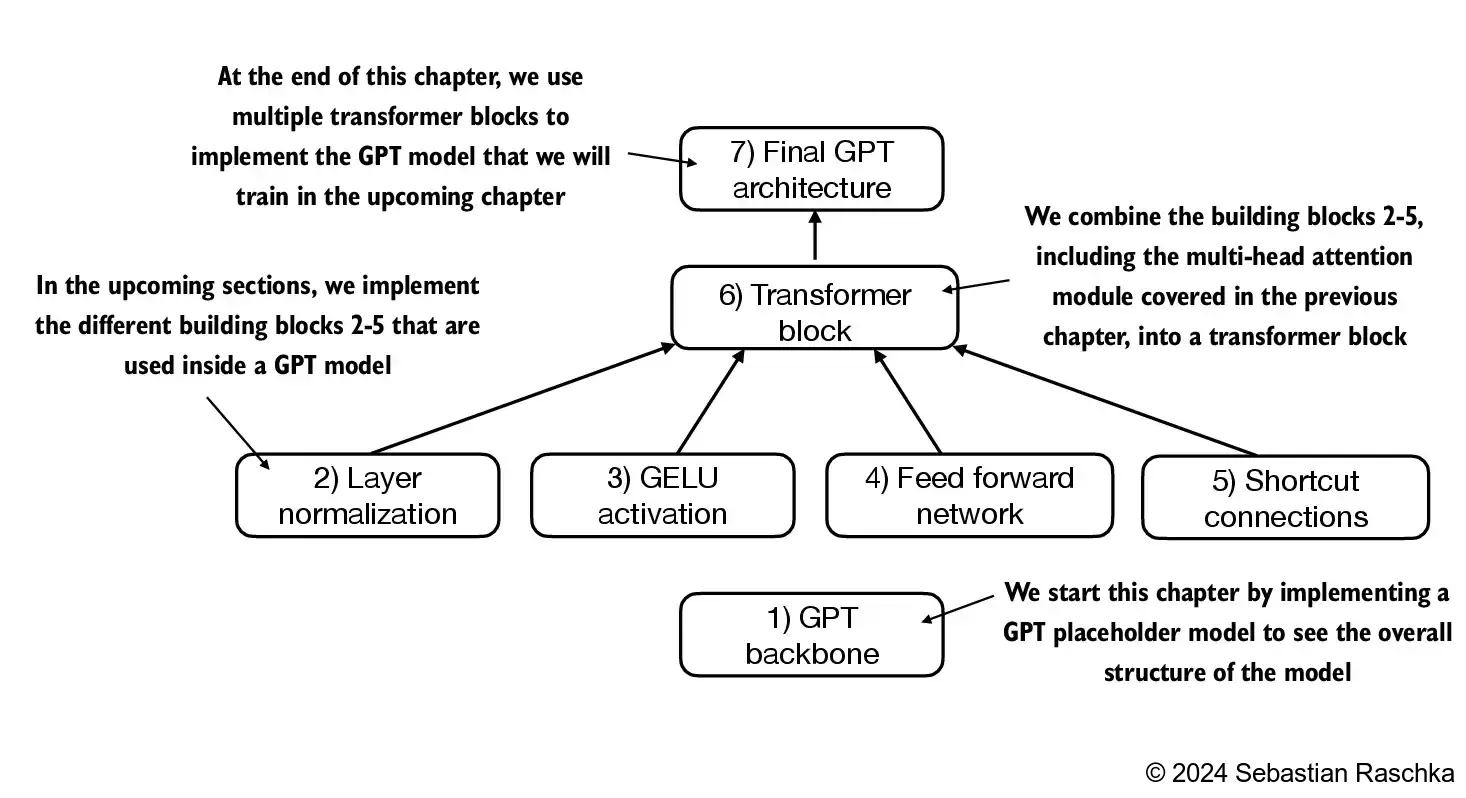 At the end of this chapter, we use
multiple transformer blocks to
implement the GPT model that we will
train in the upcoming chapter
7) Final GPT
architecture
We combine the building blocks 2-5,
including the multi-head attention
module covered in the previous
chapter, into a transformer block
In the upcoming sections, we implement
the different building blocks 2-5 that are
used inside a GPT model
6) Transformer
block
2) Layer
normalization
3) GELU
activation
4) Feed forward
network
5) Shortcut
connections
1) GPT
backbone
We start this chapter by implementing a
GPT placeholder model to see the overall
structure of the model
© 2024 Sebastian Raschka